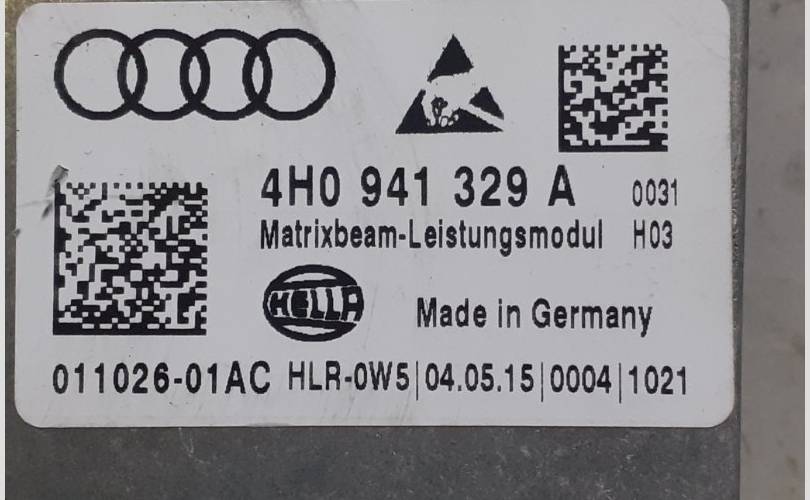 4H0 941 329 A 0031
Matrixbeam-Leistungsmodul H03
HELLA
Made in Germany
011026-01AC HLR-0W5|04.05.15|0004|1021